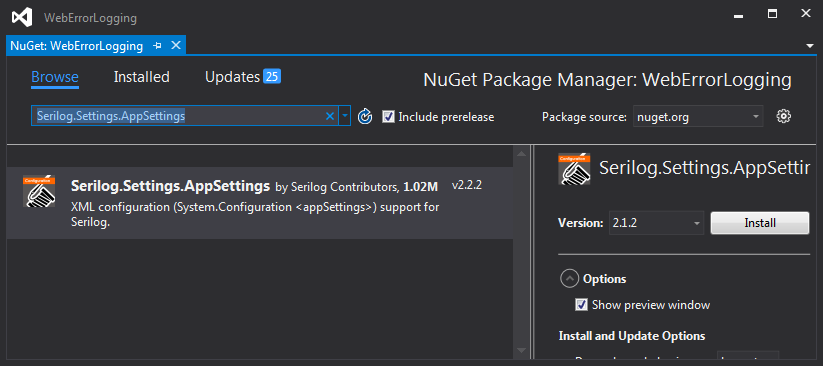 WebErrorLogging
NuGet: WebErrorLogging
Browse Installed Updates 25
NuGet Package Manager: WebErrorLogging
Serilog.Settings.AppSettings
Include prerelease
Package source: nuget.org
Configuration
Serilog.Settings.AppSettings by Serilog Contributors, 1.02M v2.2.2
XML configuration (System.Configuration <appSettings>) support for
Serilog.
Configuration
Serilog.Settings.AppSettin
Version: 2.1.2 Install
Options
Show preview window
Install and Update Options